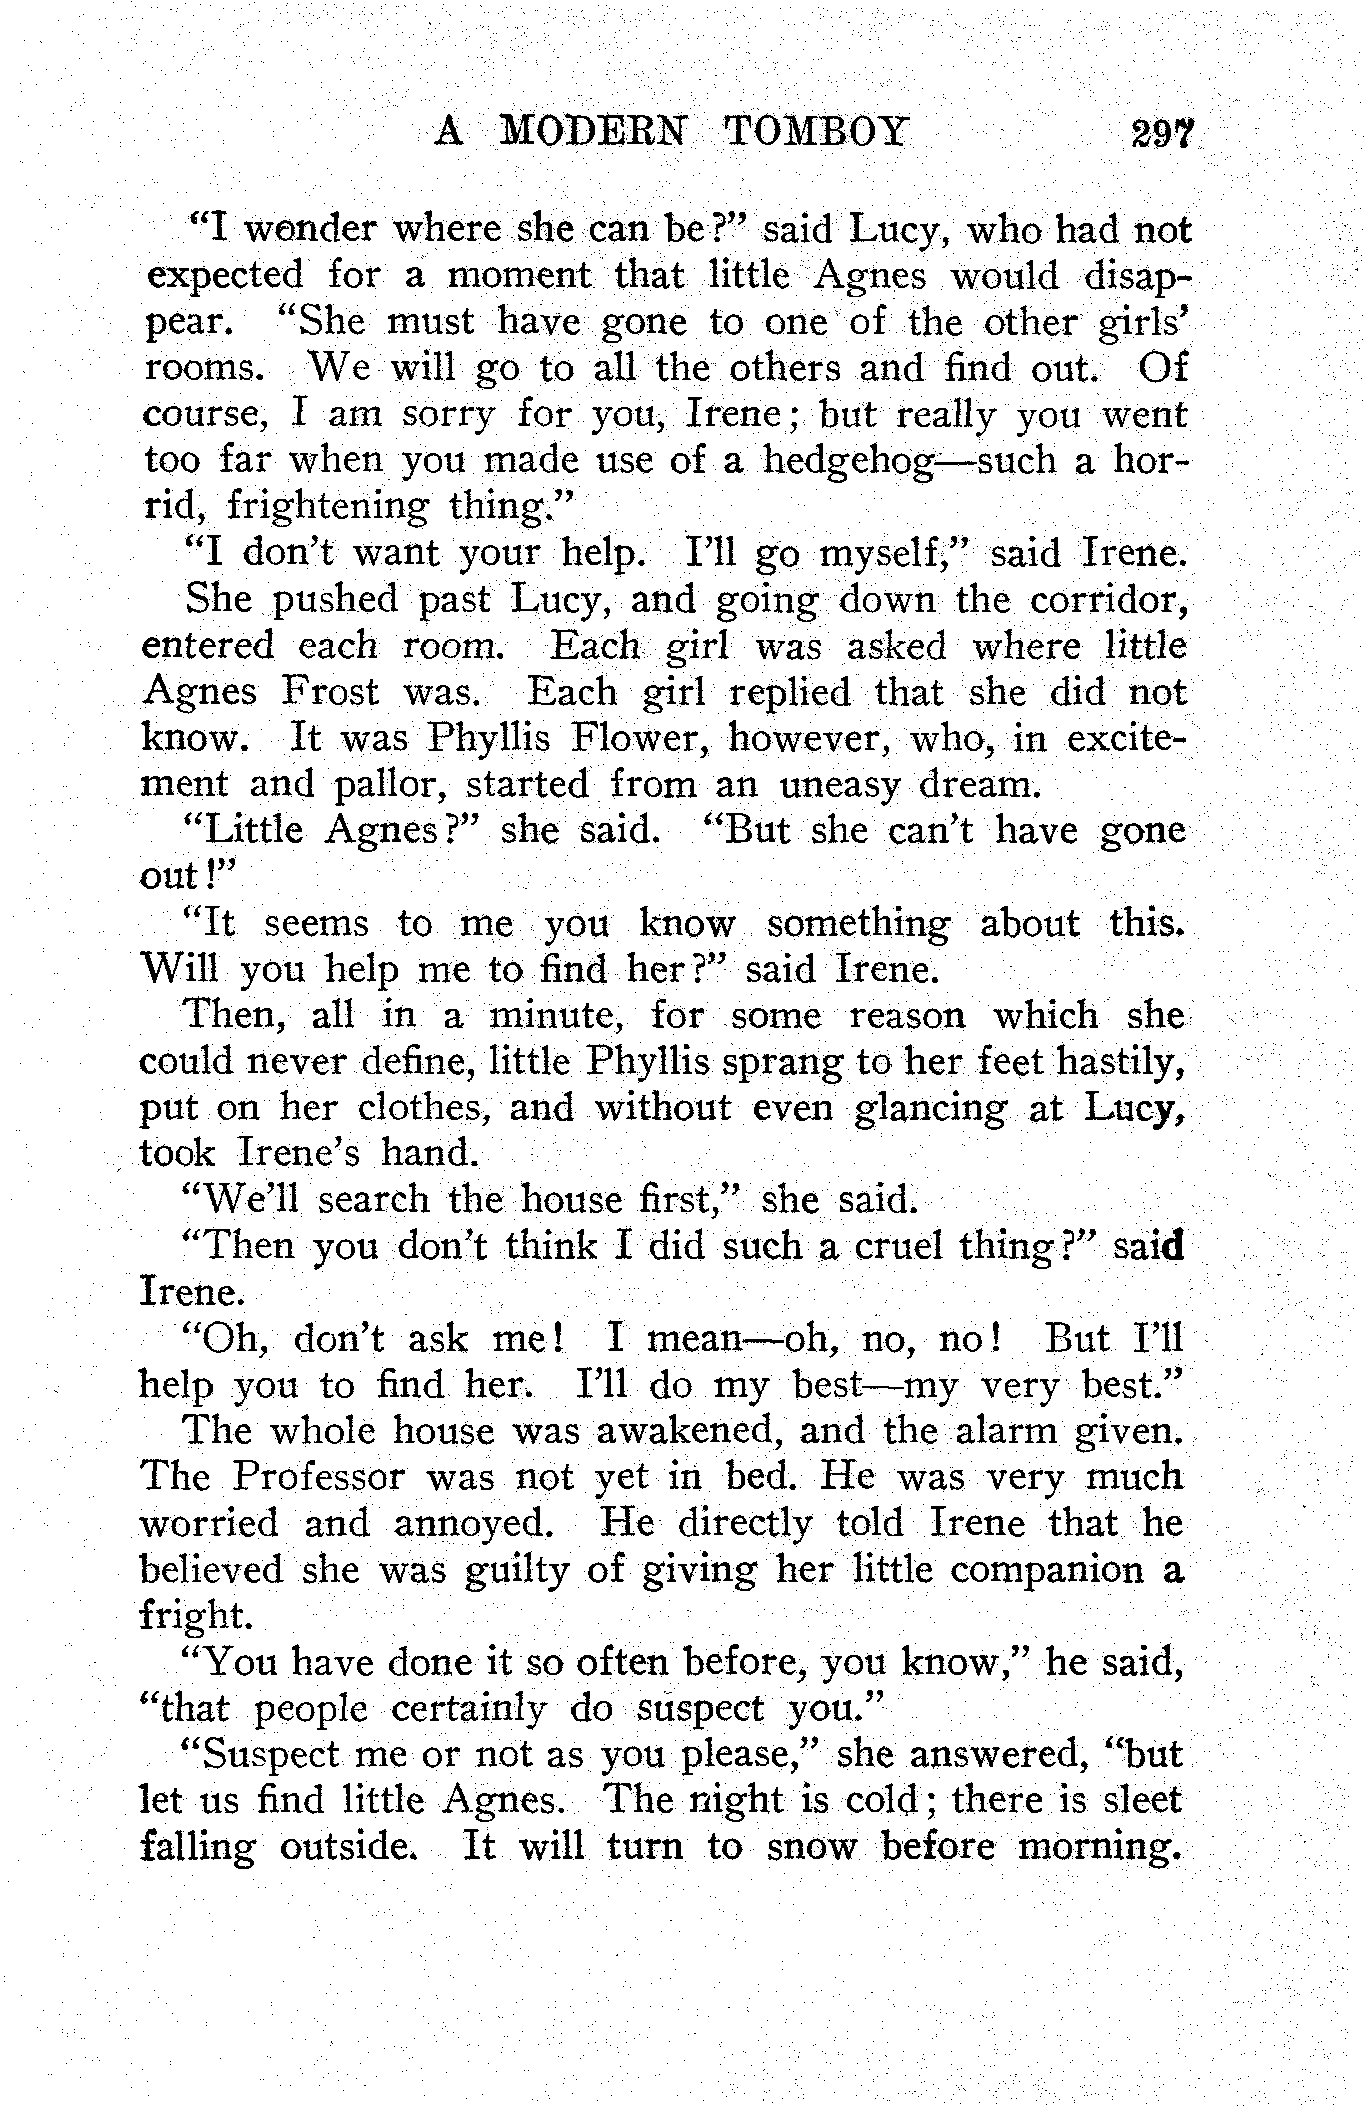 A MODERN TOMBOY 297
“I wonder where she can be?” said Lucy, who had not
expected for a moment that little Agnes would disap-
pear. “She must have gone to one of the other girls’
rooms. We will go to all the others and find out. Of
course, I am sorry for you, Irene; but really you went
too far when you made use of a hedgehog—such a hor-
rid, frightening thing.”
“I don’t want your help. I’ll go myself,” said Irene.
She pushed past Lucy, and going down the corridor,
entered each room. Each girl was asked where little
Agnes Frost was. Each girl replied that she did not
know. It was Phyllis Flower, however, who, in excite-
ment and pallor, started from an uneasy dream.
“Little Agnes?” she said. “But she can’t have gone
out!”
“It seems to me you know something about this.
Will you help me to find her?” said Irene.
Then, all in a minute, for some reason which she
could never define, little Phyllis sprang to her feet hastily,
put on her clothes, and without even glancing at Lucy,
took Irene’s hand.
“We’ll search the house first,” she said.
“Then you don’t think I did such a cruel thing?” said
Irene.
“Oh, don’t ask me! I mean—oh, no, no! But I’ll
help you to find her. I’ll do my best—my very best.”
The whole house was awakened, and the alarm given.
The Professor was not yet in bed. He was very much
worried and annoyed. He directly told Irene that he
believed she was guilty of giving her little companion a
fright.
“You have done it so often before, you know,” he said,
“that people certainly do suspect you.”
“Suspect me or not as you please,” she answered, “but
let us find little Agnes. The night is cold; there is sleet
falling outside. It will turn to snow before morning.